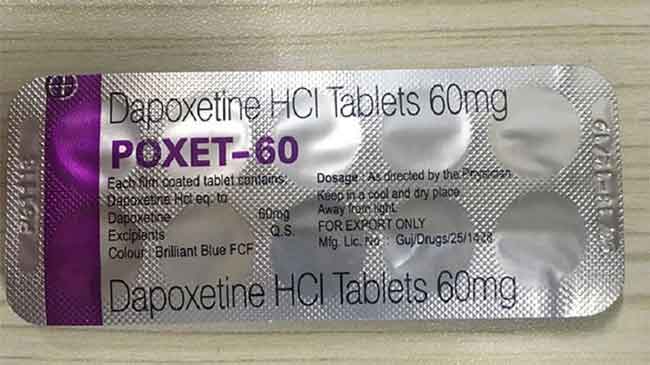 Dapoxetine HCl Tablets 60mg
POXET-60
Each film coated tablet contains:
Dapoxetine Hcl eq. to
Dapoxetine 60mg
Excipients Q.S.
Colour : Brilliant Blue FCF
Dosage : As directed by the Physician
Keep in a cool and dry place
Away from light.
FOR EXPORT ONLY
Mfg. Lic. No : Guj/Drugs/25/1428
Dapoxetine HCl Tablets 60mg